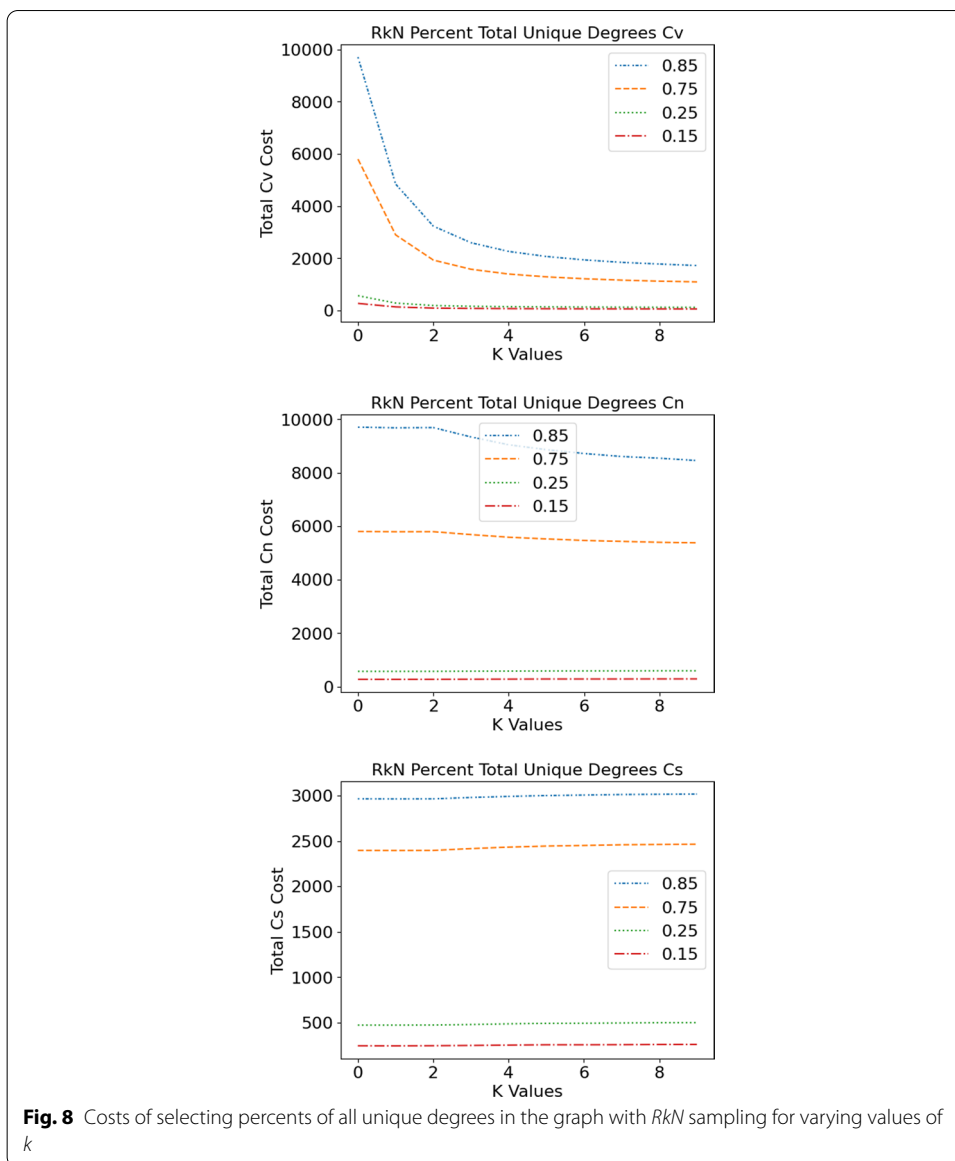 RkN Percent Total Unique Degrees Cv
10000
8000
6000
4000
2000
0
Total Cv Cost
0.85
0.75
0.25
0.15
0 2 4 6 8
K Values
RkN Percent Total Unique Degrees Cn
10000
8000
6000
4000
2000
0
Total Cn Cost
0.85
0.75
0.25
0.15
0 2 4 6 8
K Values
RkN Percent Total Unique Degrees Cs
3000
2500
2000
1500
1000
500
Total Cs Cost
0.85
0.75
0.25
0.15
0 2 4 6 8
K Values
Fig. 8 Costs of selecting percents of all unique degrees in the graph with RkN sampling for varying values of
k